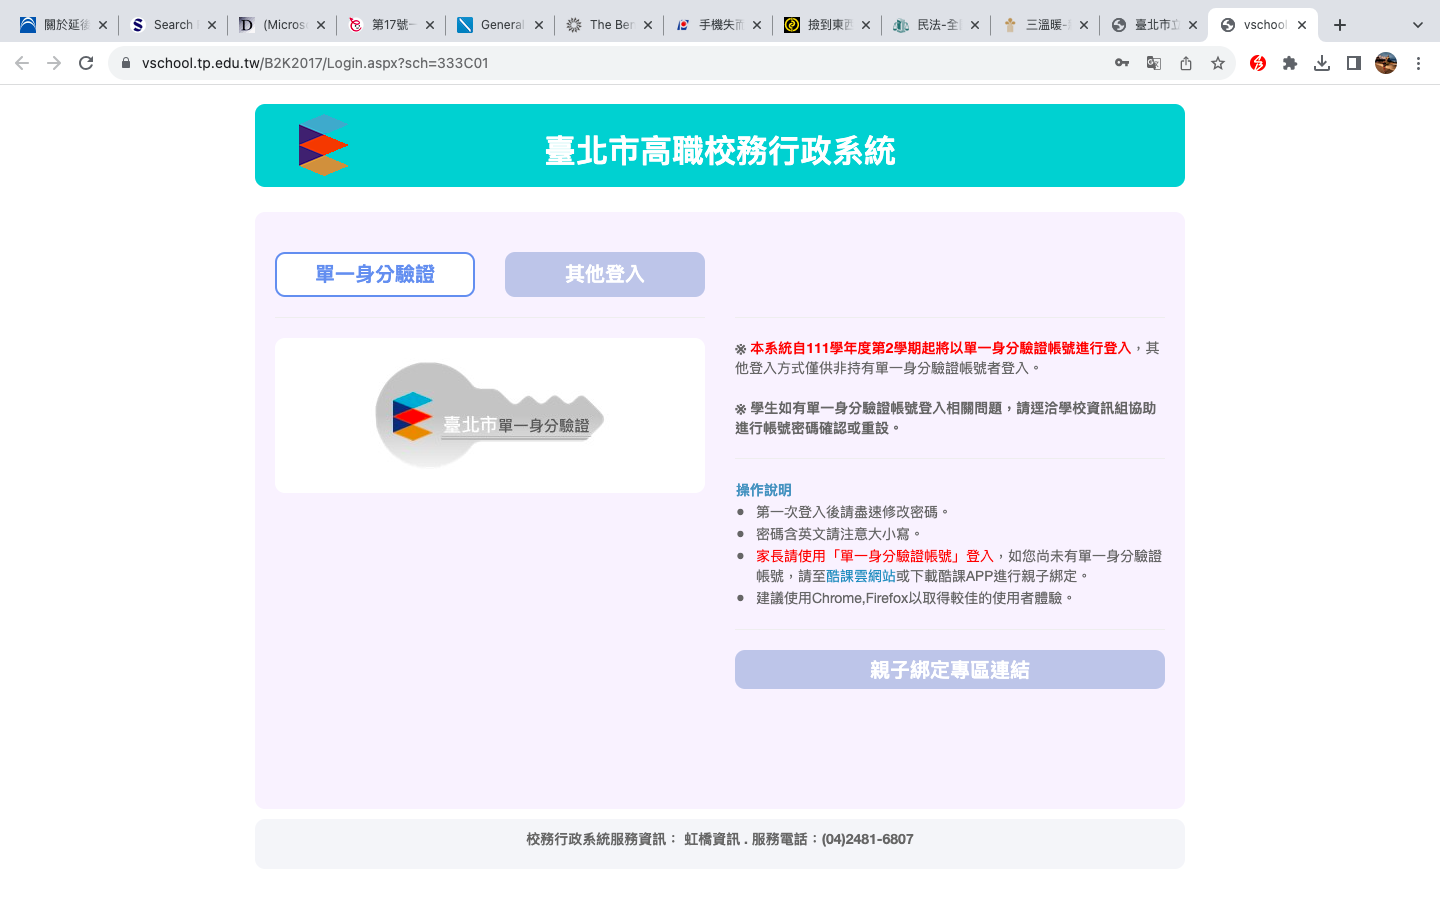 關於延後
Search
(Micros
第17號
General
The Ber
手機失而
撿到東西
民法-全
三溫暖-
臺北市立
vschool
vschool.tp.edu.tw/B2K2017/Login.aspx?sch=333C01
臺北市高職校務行政系統
單一身分驗證
其他登入
臺北市單一身分驗證
※ 本系統自111學年度第2學期起將以單一身分驗證帳號進行登入，其
他登入方式僅供非持有單一身分驗證帳號者登入。
※ 學生如有單一身分驗證帳號登入相關問題，請逕洽學校資訊組協助
進行帳號密碼確認或重設。
操作說明
● 第一次登入後請盡速修改密碼。
● 密碼含英文請注意大小寫。
● 家長請使用「單一身分驗證帳號」登入，如您尚未有單一身分驗證
帳號，請至酷課雲網站或下載酷課APP進行親子綁定。
● 建議使用Chrome,Firefox以取得較佳的使用者體驗。
親子綁定專區連結
校務行政系統服務資訊： 虹橋資訊 . 服務電話：(04)2481-6807